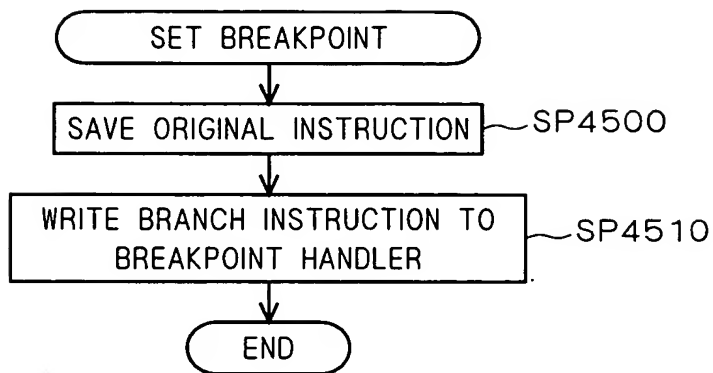 SET BREAKPOINT
SAVE ORIGINAL INSTRUCTION
SP4500
WRITE BRANCH INSTRUCTION TO
BREAKPOINT HANDLER
SP4510
END